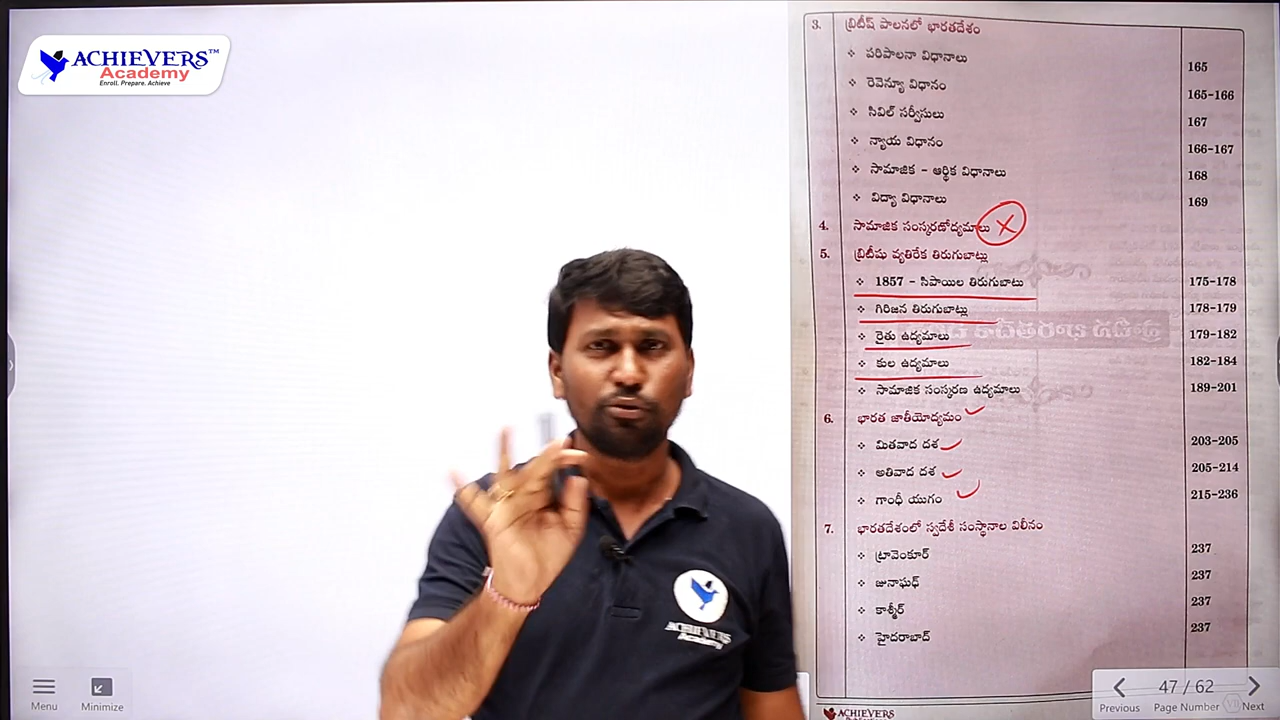 ACHIEVERS™
Academy
Enroll. Prepare. Achieve
3. బ్రిటీష్ పాలనలో భారతదేశం
❖ పరిపాలనా విధానాలు 165
❖ రెవెన్యూ విధానం 165-166
❖ సివిల్ సర్వీసులు 167
❖ న్యాయ విధానం 166-167
❖ సామాజిక - ఆర్థిక విధానాలు 168
❖ విద్యా విధానాలు 169
4. సామాజిక సంస్కరణోద్యమాలు
5. బ్రిటీషు వ్యతిరేక తిరుగుబాట్లు
❖ 1857 - సిపాయిల తిరుగుబాటు 175-178
❖ గిరిజన తిరుగుబాట్లు 178-179
❖ రైతు ఉద్యమాలు 179-182
❖ కుల ఉద్యమాలు 182-184
❖ సామాజిక సంస్కరణ ఉద్యమాలు 189-201
6. భారత జాతీయోద్యమం
❖ మితవాద దశ 203-205
❖ అతివాద దశ 205-214
❖ గాంధీ యుగం 215-236
7. భారతదేశంలో స్వదేశీ సంస్థానాల విలీనం
❖ ట్రావెంకూర్ 237
❖ జునాఘడ్ 237
❖ కాశ్మీర్ 237
❖ హైదరాబాద్ 237
ACHIEVERS
Academy
Menu
Minimize
47 / 62
Previous Page Number Next
ACHIEVERS